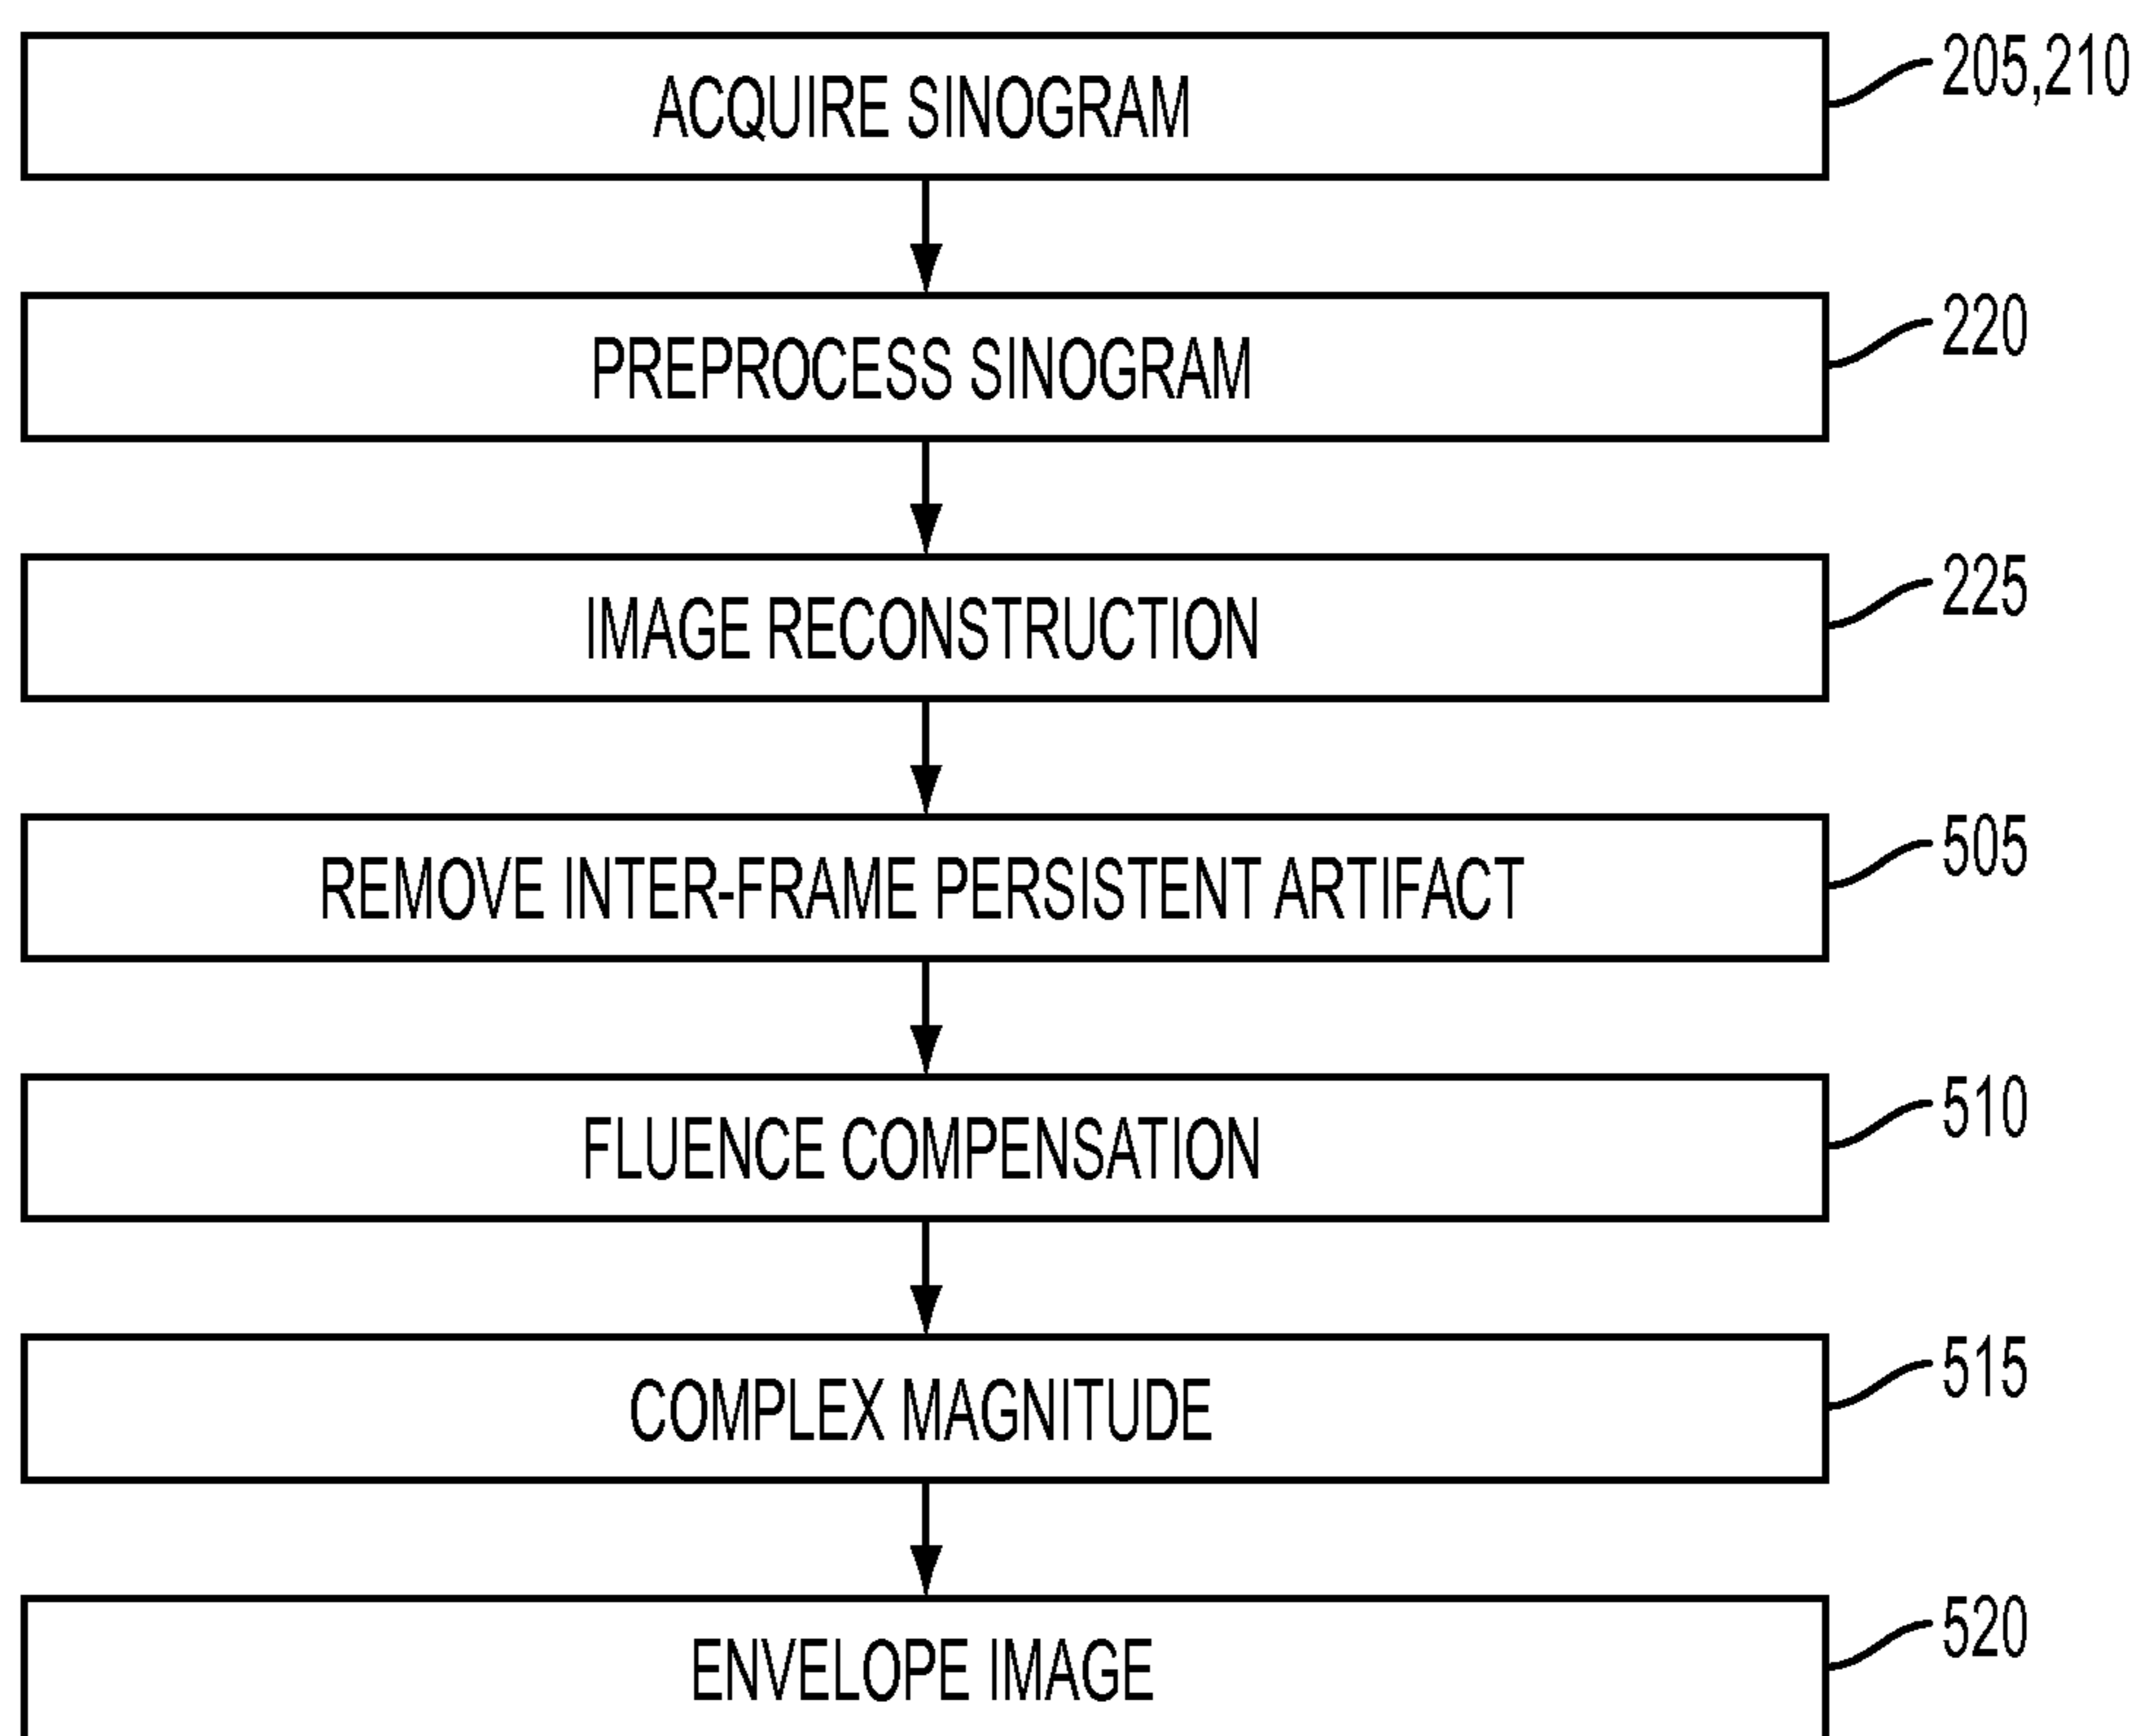 ACQUIRE SINOGRAM
205,210
PREPROCESS SINOGRAM
220
IMAGE RECONSTRUCTION
225
REMOVE INTER-FRAME PERSISTENT ARTIFACT
505
FLUENCE COMPENSATION
510
COMPLEX MAGNITUDE
515
ENVELOPE IMAGE
520